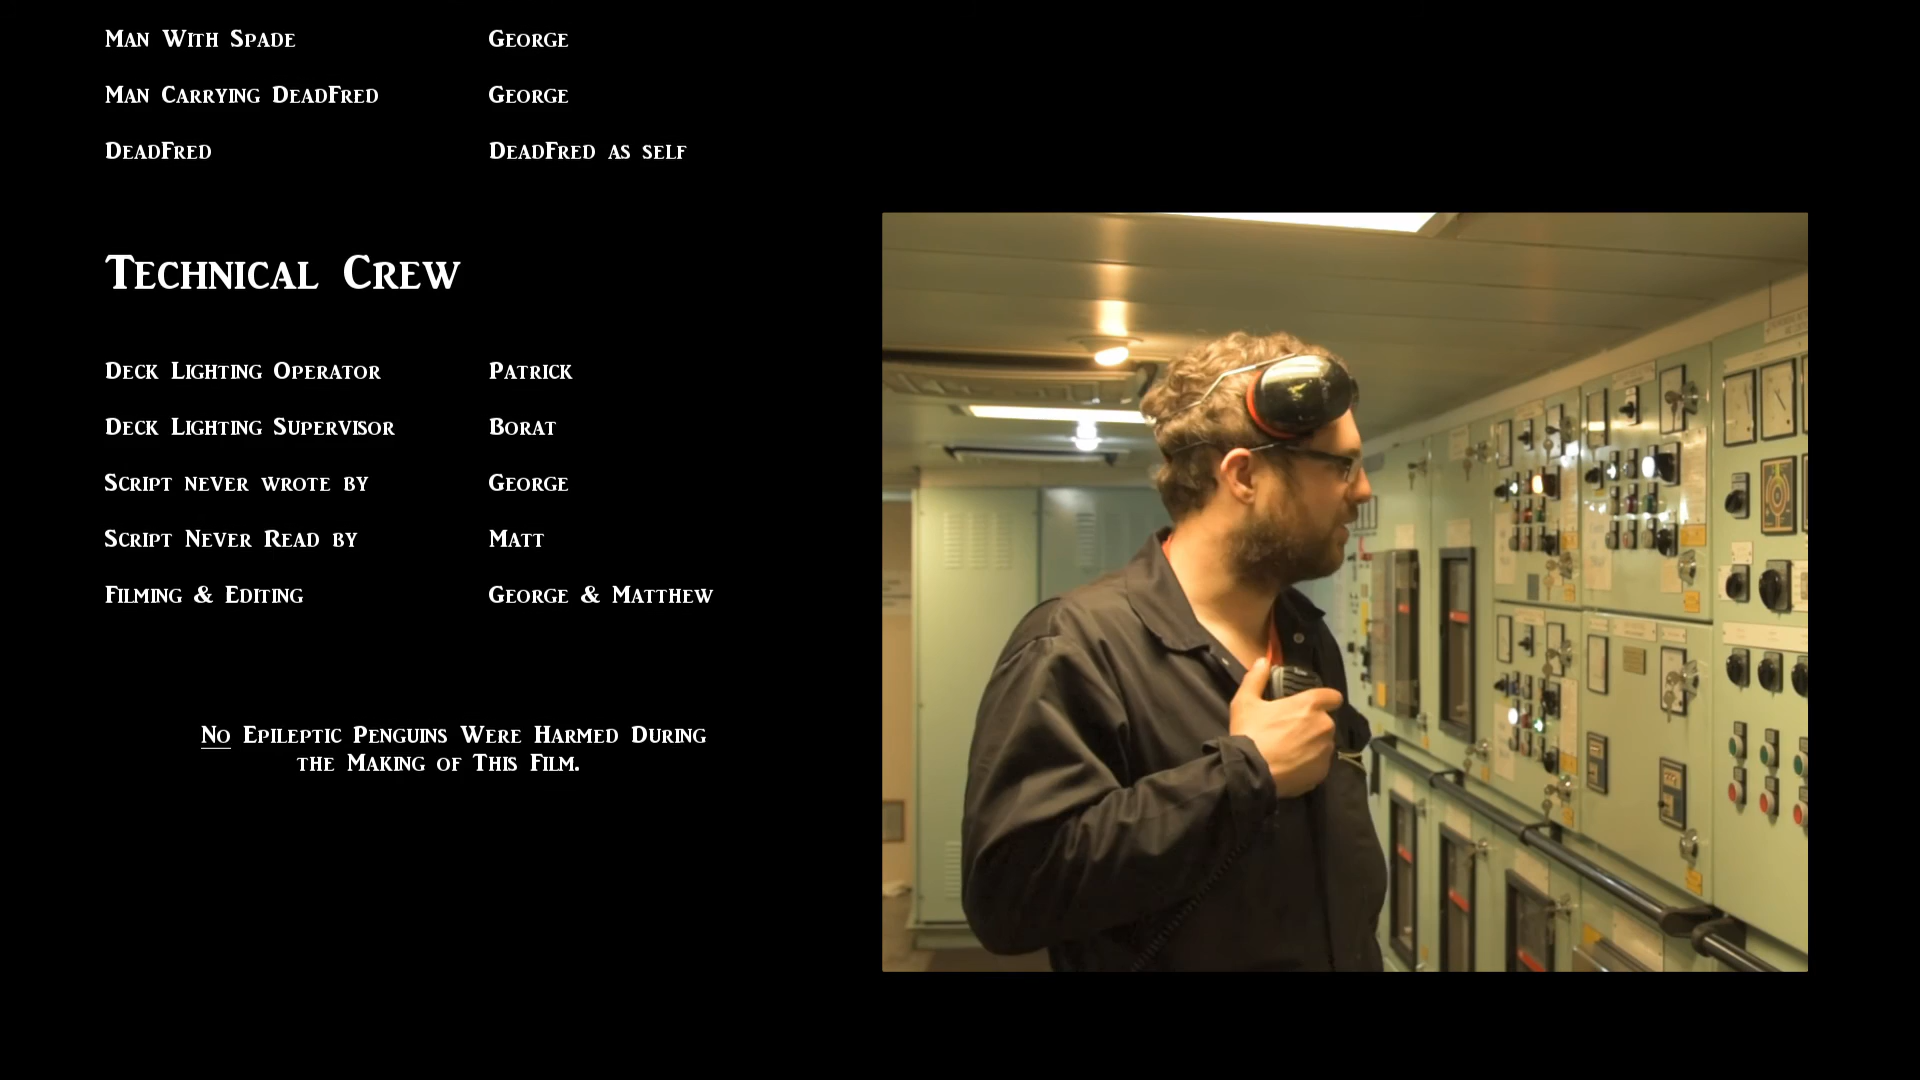 Man With Spade George
Man Carrying DeadFred George
DeadFred DeadFred as self
Technical Crew
Deck Lighting Operator Patrick
Deck Lighting Supervisor Borat
Script never wrote by George
Script Never Read by Matt
Filming & Editing George & Matthew
No Epileptic Penguins Were Harmed During
the Making of This Film.